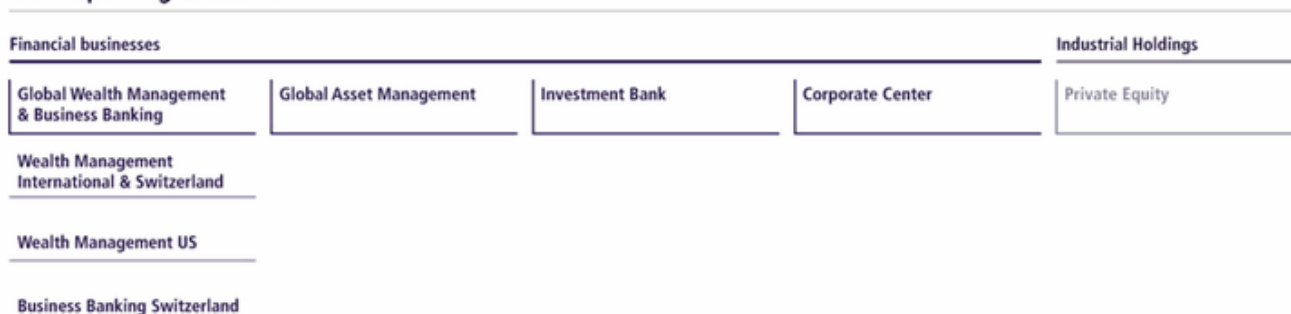 Financial businesses
Industrial Holdings
Global Wealth Management
& Business Banking
Global Asset Management
Investment Bank
Corporate Center
Private Equity
Wealth Management
International & Switzerland
Wealth Management US
Business Banking Switzerland